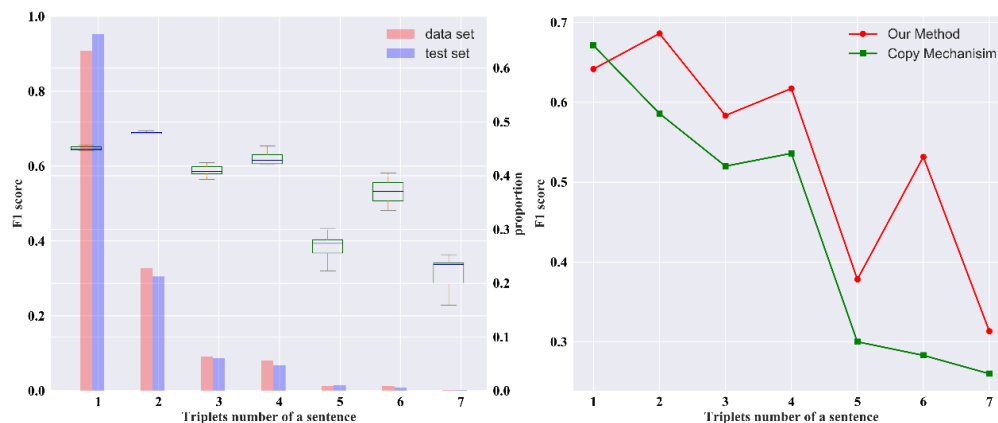 1.0
0.8
0.6
0.4
0.2
0.0
F1 score
data set
test set
0.6
0.5
0.4
0.3
0.2
0.1
0.0
proportion
1 2 3 4 5 6 7
Triplets number of a sentence
0.7
0.6
0.5
0.4
0.3
F1 score
Our Method
Copy Mechanisim
1 2 3 4 5 6 7
Triplets number of a sentence